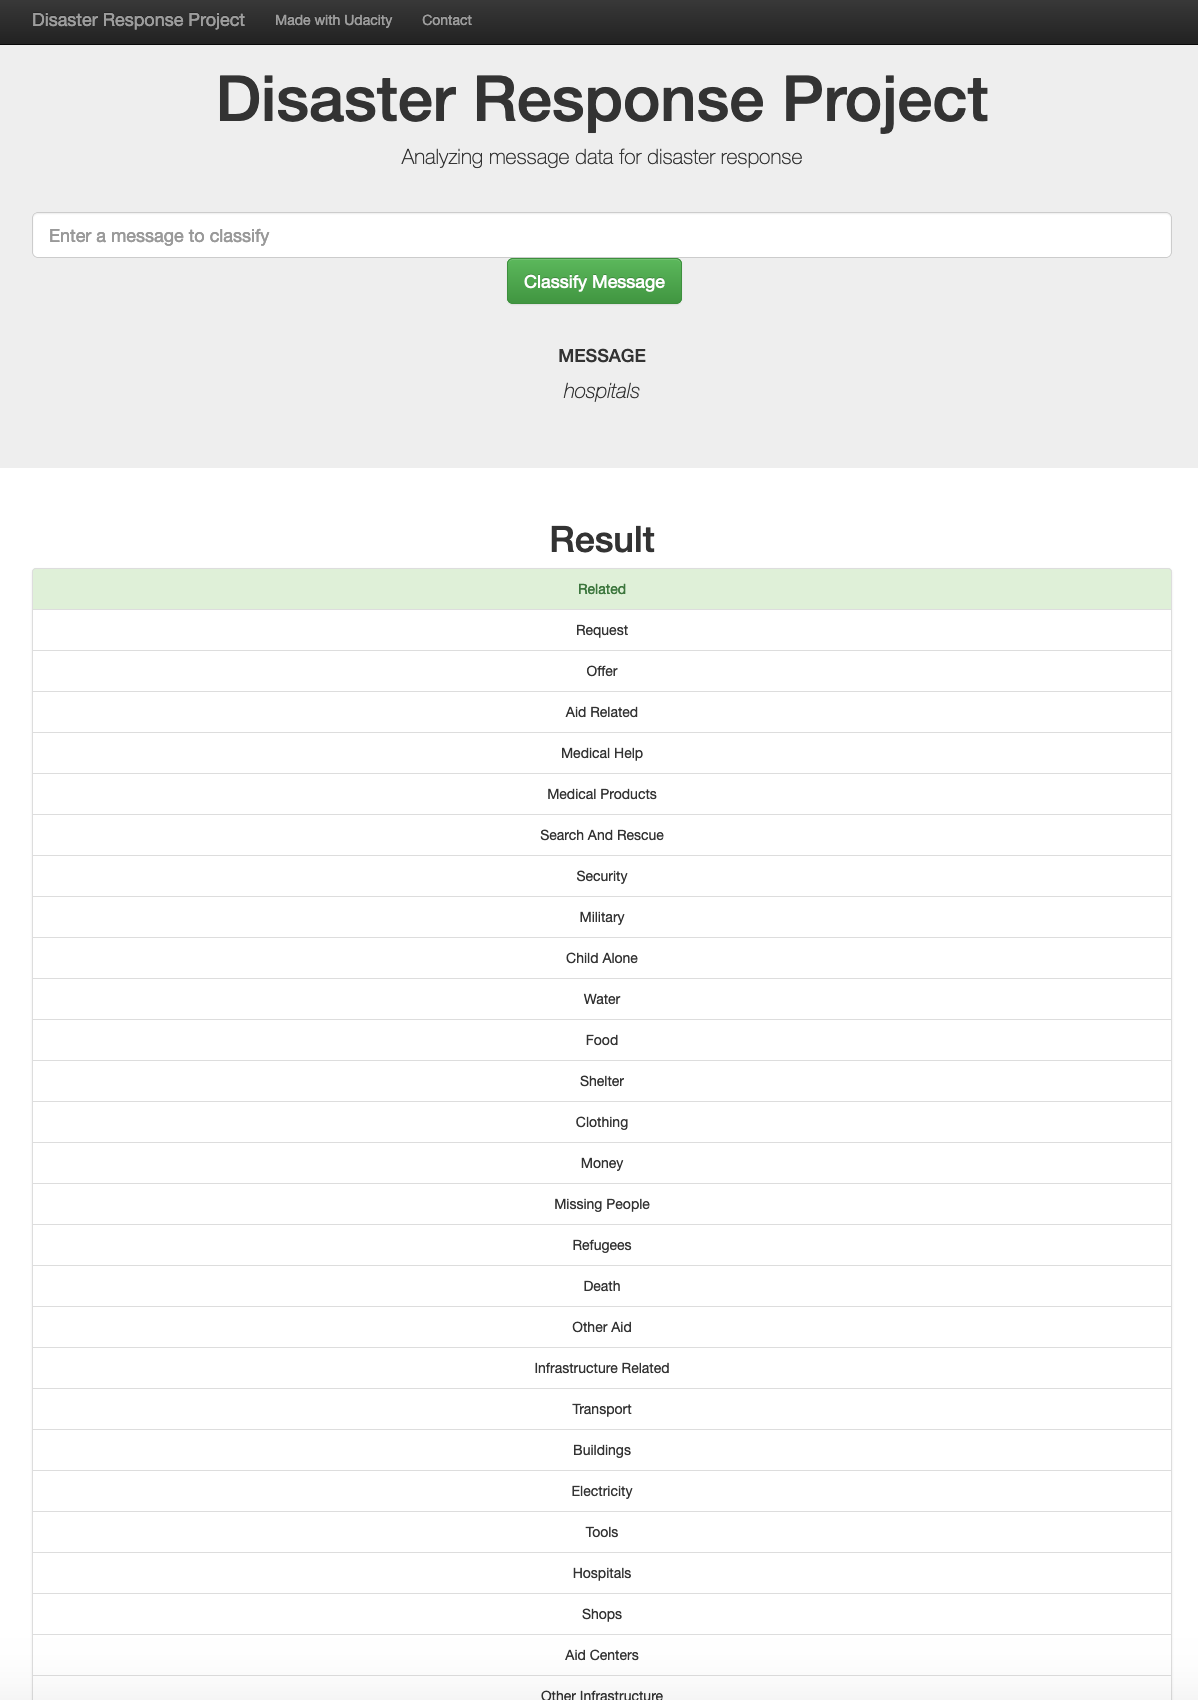 Disaster Response Project Made with Udacity Contact
Disaster Response Project
Analyzing message data for disaster response
Enter a message to classify
Classify Message
MESSAGE
hospitals
Result
Related
Request
Offer
Aid Related
Medical Help
Medical Products
Search And Rescue
Security
Military
Child Alone
Water
Food
Shelter
Clothing
Money
Missing People
Refugees
Death
Other Aid
Infrastructure Related
Transport
Buildings
Electricity
Tools
Hospitals
Shops
Aid Centers
Other Infrastructure